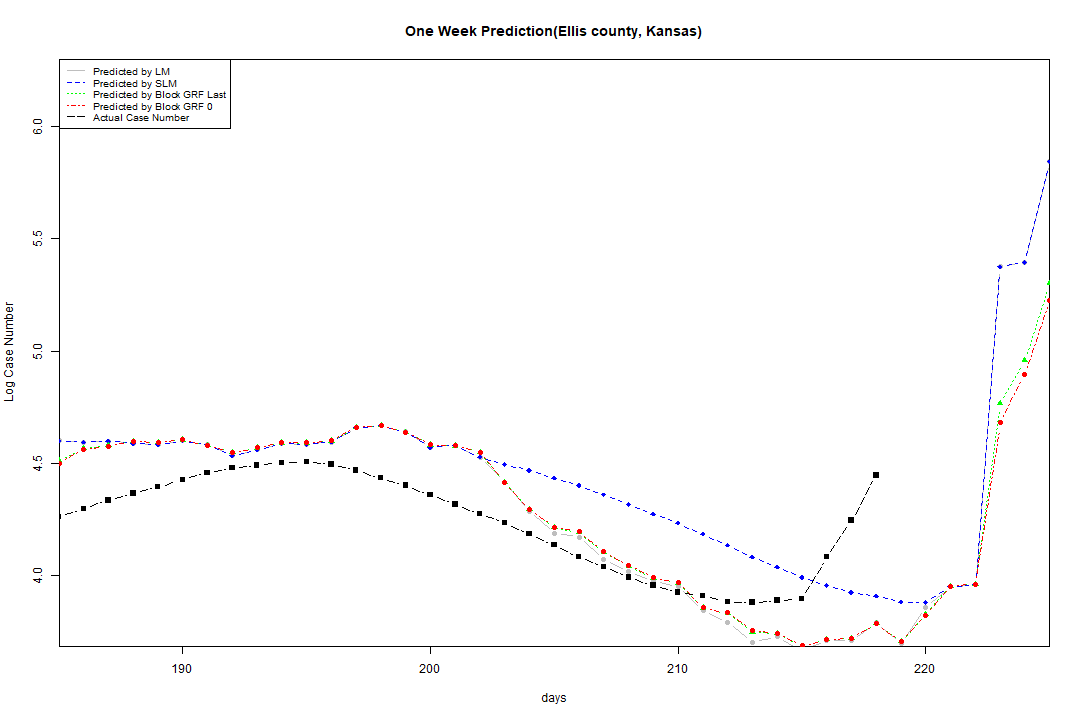 One Week Prediction(Ellis county, Kansas)
Predicted by LM
Predicted by SLM
Predicted by Block GRF Last
Predicted by Block GRF 0
Actual Case Number
Log Case Number
6.0
5.5
5.0
4.5
4.0
190
200
210
220
days